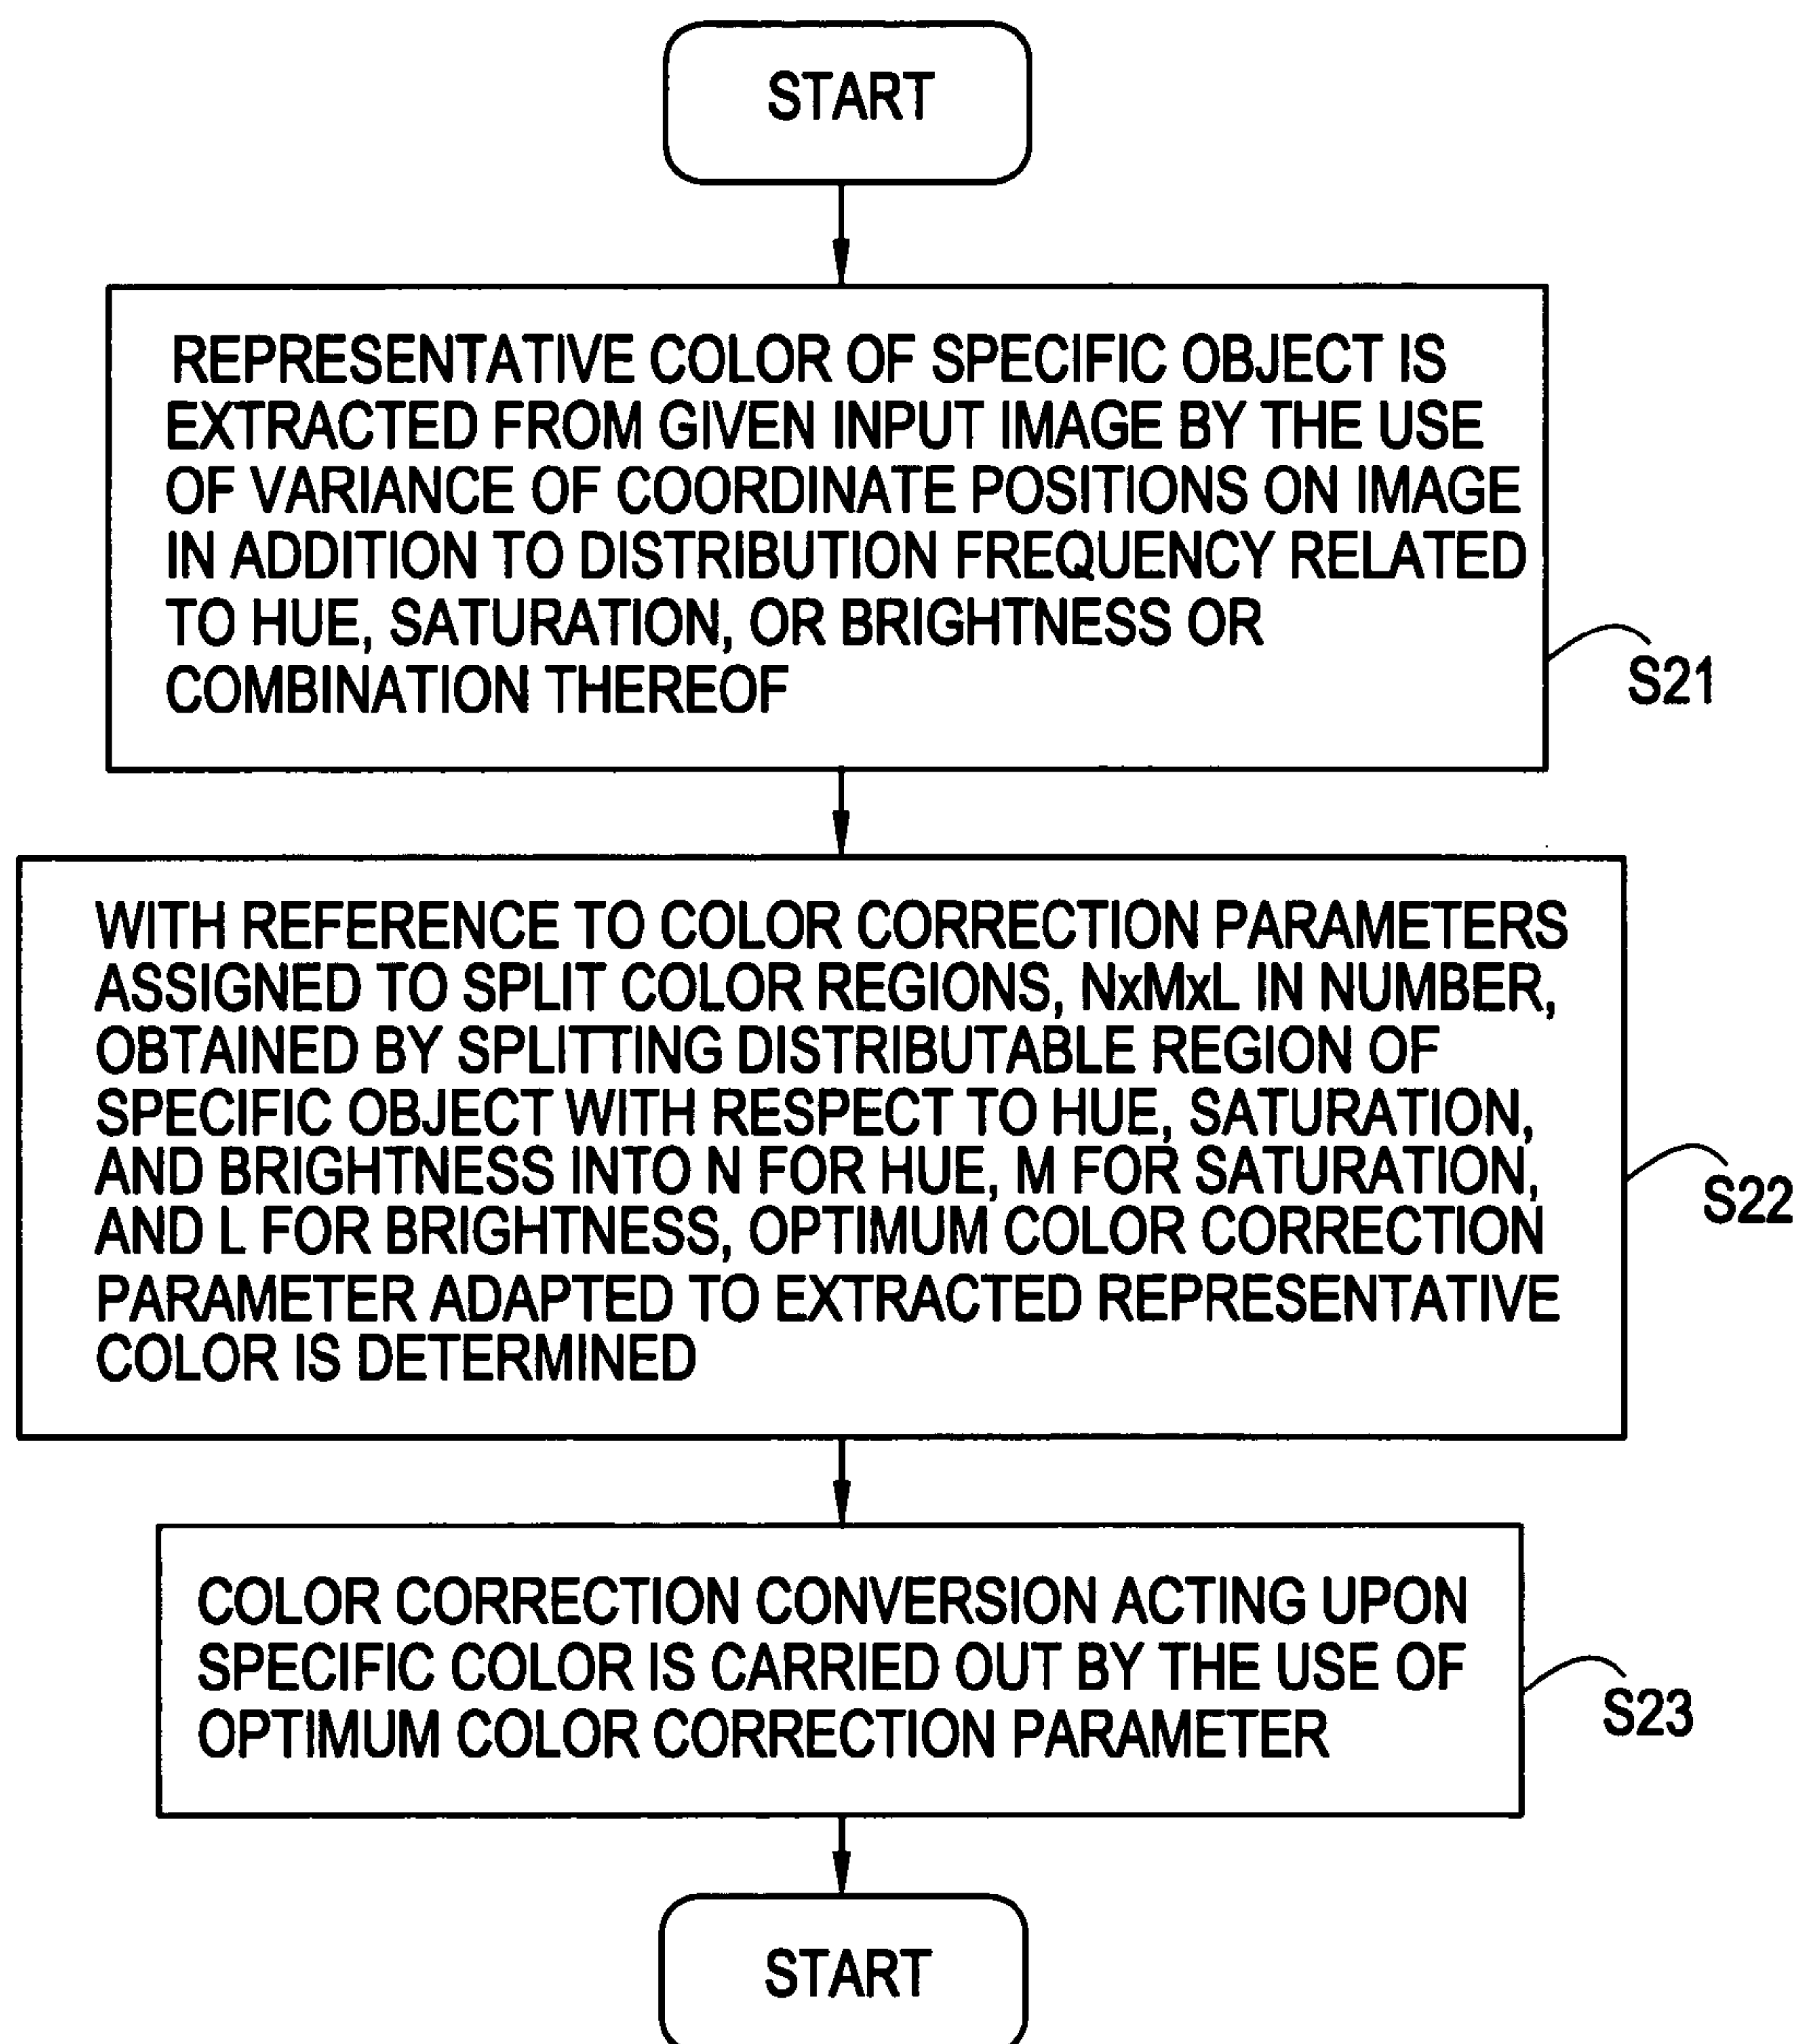 START
REPRESENTATIVE COLOR OF SPECIFIC OBJECT IS
EXTRACTED FROM GIVEN INPUT IMAGE BY THE USE
OF VARIANCE OF COORDINATE POSITIONS ON IMAGE
IN ADDITION TO DISTRIBUTION FREQUENCY RELATED
TO HUE, SATURATION, OR BRIGHTNESS OR
COMBINATION THEREOF
S21
WITH REFERENCE TO COLOR CORRECTION PARAMETERS
ASSIGNED TO SPLIT COLOR REGIONS, NxMxL IN NUMBER,
OBTAINED BY SPLITTING DISTRIBUTABLE REGION OF
SPECIFIC OBJECT WITH RESPECT TO HUE, SATURATION,
AND BRIGHTNESS INTO N FOR HUE, M FOR SATURATION,
AND L FOR BRIGHTNESS, OPTIMUM COLOR CORRECTION
PARAMETER ADAPTED TO EXTRACTED REPRESENTATIVE
COLOR IS DETERMINED
S22
COLOR CORRECTION CONVERSION ACTING UPON
SPECIFIC COLOR IS CARRIED OUT BY THE USE OF
OPTIMUM COLOR CORRECTION PARAMETER
S23
START